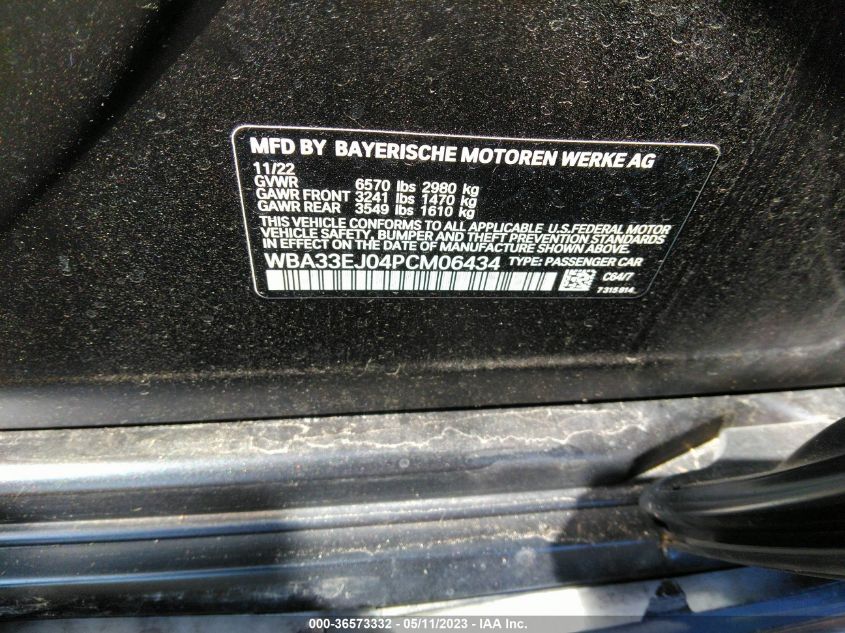 MFD BY BAYERISCHE MOTOREN WERKE AG
11/22
GVWR 6570 lbs 2980 kg
GAWR FRONT 3241 lbs 1470 kg
GAWR REAR 3549 lbs 1610 kg
THIS VEHICLE CONFORMS TO ALL APPLICABLE U.S.FEDERAL MOTOR
VEHICLE SAFETY, BUMPER AND THEFT PREVENTION STANDARDS
IN EFFECT ON THE DATE OF MANUFACTURE SHOWN ABOVE.
WBA33EJ04PCM06434 TYPE: PASSENGER CAR
C64/7
7 315 814
000-36573332 - 05/11/2023 - IAA Inc.